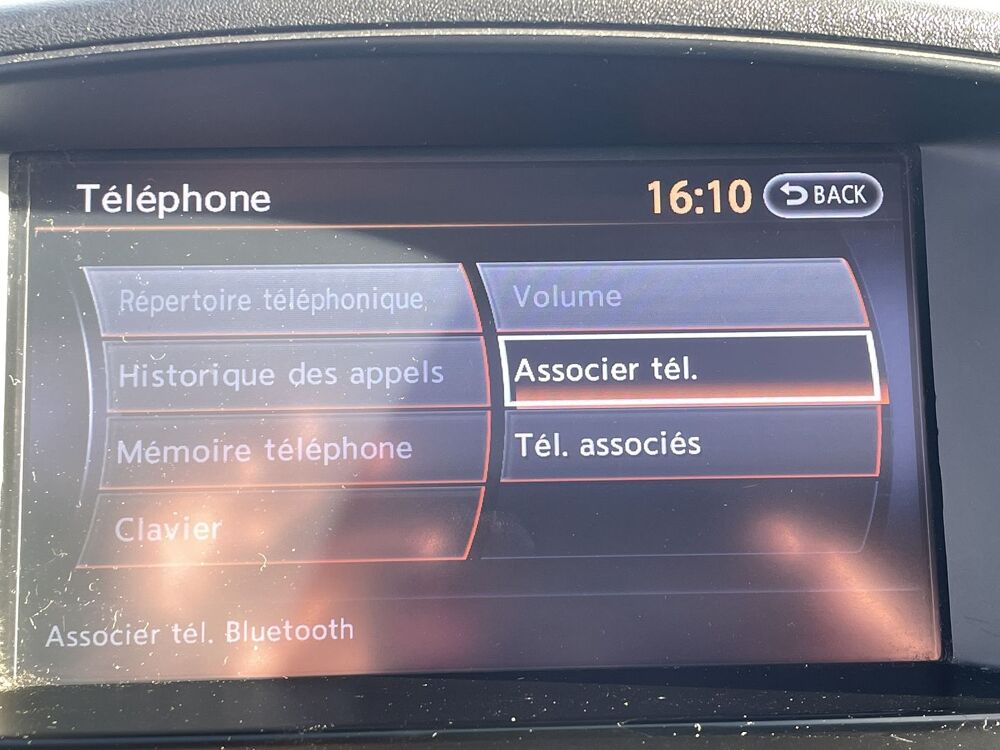 Téléphone
16:10
BACK
Répertoire téléphonique
Volume
Historique des appels
Associer tél.
Mémoire téléphone
Tél. associés
Clavier
Associer tél. Bluetooth